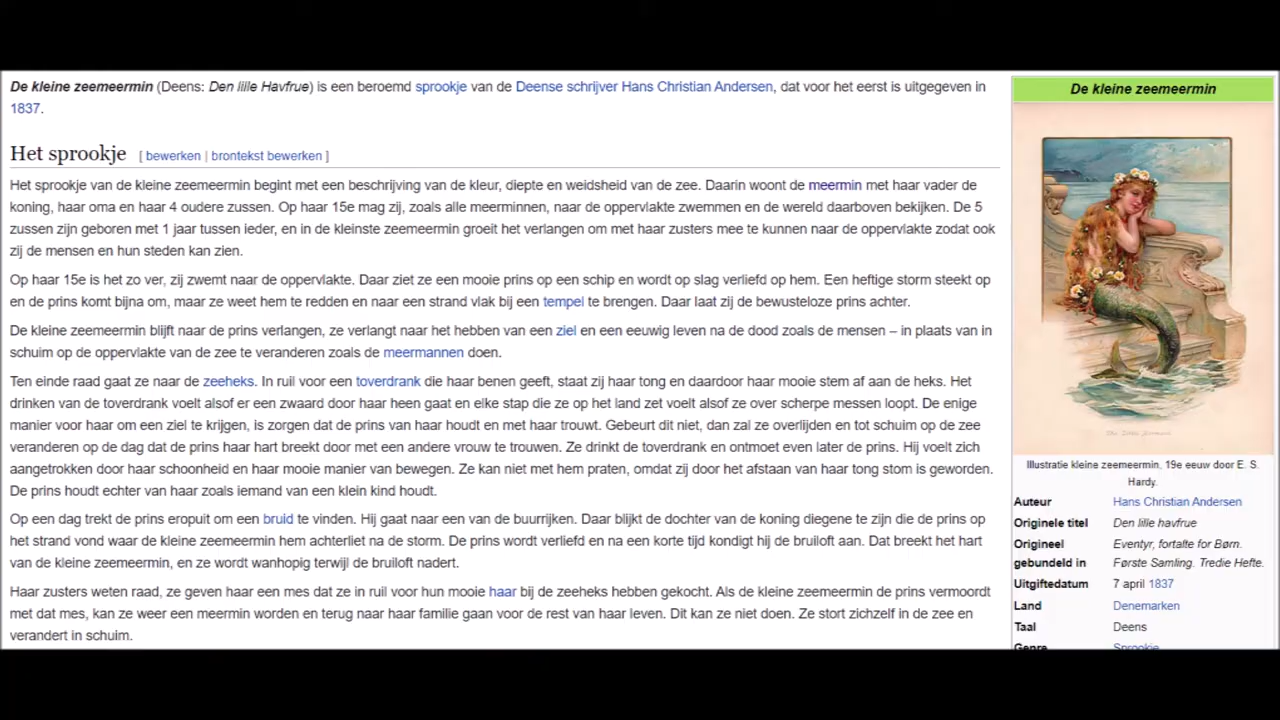 De kleine zeemeermin (Deens: Den lille Havfrue) is een beroemd sprookje van de Deense schrijver Hans Christian Andersen, dat voor het eerst is uitgegeven in
1837.
Het sprookje [ bewerken | brontekst bewerken ]
Het sprookje van de kleine zeemeermin begint met een beschrijving van de kleur, diepte en weidsheid van de zee. Daarin woont de meermin met haar vader de
koning, haar oma en haar 4 oudere zussen. Op haar 15e mag zij, zoals alle meerminnen, naar de oppervlakte zwemmen en de wereld daarboven bekijken. De 5
zussen zijn geboren met 1 jaar tussen ieder, en in de kleinste zeemeermin groeit het verlangen om met haar zusters mee te kunnen naar de oppervlakte zodat ook
zij de mensen en hun steden kan zien.
Op haar 15e is het zo ver, zij zwemt naar de oppervlakte. Daar ziet ze een mooie prins op een schip en wordt op slag verliefd op hem. Een heftige storm steekt op
en de prins komt bijna om, maar ze weet hem te redden en naar een strand vlak bij een tempel te brengen. Daar laat zij de bewusteloze prins achter.
De kleine zeemeermin blijft naar de prins verlangen, ze verlangt naar het hebben van een ziel en een eeuwig leven na de dood zoals de mensen – in plaats van in
schuim op de oppervlakte van de zee te veranderen zoals de meermannen doen.
Ten einde raad gaat ze naar de zeeheks. In ruil voor een toverdrank die haar benen geeft, staat zij haar tong en daardoor haar mooie stem af aan de heks. Het
drinken van de toverdrank voelt alsof er een zwaard door haar heen gaat en elke stap die ze op het land zet voelt alsof ze over scherpe messen loopt. De enige
manier voor haar om een ziel te krijgen, is zorgen dat de prins van haar houdt en met haar trouwt. Gebeurt dit niet, dan zal ze overlijden en tot schuim op de zee
veranderen op de dag dat de prins haar hart breekt door met een andere vrouw te trouwen. Ze drinkt de toverdrank en ontmoet even later de prins. Hij voelt zich
aangetrokken door haar schoonheid en haar mooie manier van bewegen. Ze kan niet met hem praten, omdat zij door het afstaan van haar tong stom is geworden.
De prins houdt echter van haar zoals iemand van een klein kind houdt.
Op een dag trekt de prins eropuit om een bruid te vinden. Hij gaat naar een van de buurrijken. Daar blijkt de dochter van de koning diegene te zijn die de prins op
het strand vond waar de kleine zeemeermin hem achterliet na de storm. De prins wordt verliefd en na een korte tijd kondigt hij de bruiloft aan. Dat breekt het hart
van de kleine zeemeermin, en ze wordt wanhopig terwijl de bruiloft nadert.
Haar zusters weten raad, ze geven haar een mes dat ze in ruil voor hun mooie haar bij de zeeheks hebben gekocht. Als de kleine zeemeermin de prins vermoordt
met dat mes, kan ze weer een meermin worden en terug naar haar familie gaan voor de rest van haar leven. Dit kan ze niet doen. Ze stort zichzelf in de zee en
verandert in schuim.
De kleine zeemeermin
Illustratie kleine zeemeermin, 19e eeuw door E. S.
Hardy.
Auteur Hans Christian Andersen
Originele titel Den lille havfrue
Origineel Eventyr, fortalte for Børn.
gebundeld in Første Samling. Tredie Hefte.
Uitgiftedatum 7 april 1837
Land Denemarken
Taal Deens
Genre Sprookje